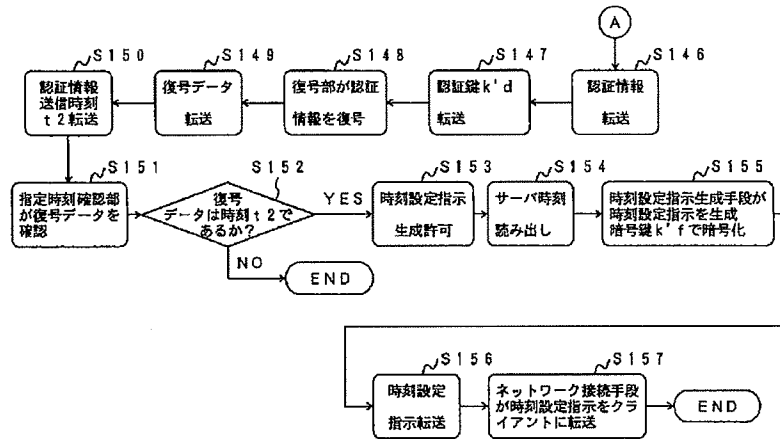 A
S150
S149
S148
S147
S146
認証情報
送信時刻
t2転送
復号データ
転送
復号部が認証
情報を復号
認証鍵k'd
転送
認証情報
転送
S151
S152
S153
S154
S155
指定時刻確認部
が復号データを
確認
復号
データは時刻t2で
あるか?
YES
NO
END
時刻設定指示
生成許可
サーバ時刻
読み出し
時刻設定指示生成手段が
時刻設定指示を生成
暗号鍵k'fで暗号化
S156
S157
時刻設定
指示転送
ネットワーク接続手段
が時刻設定指示をクラ
イアントに転送
END